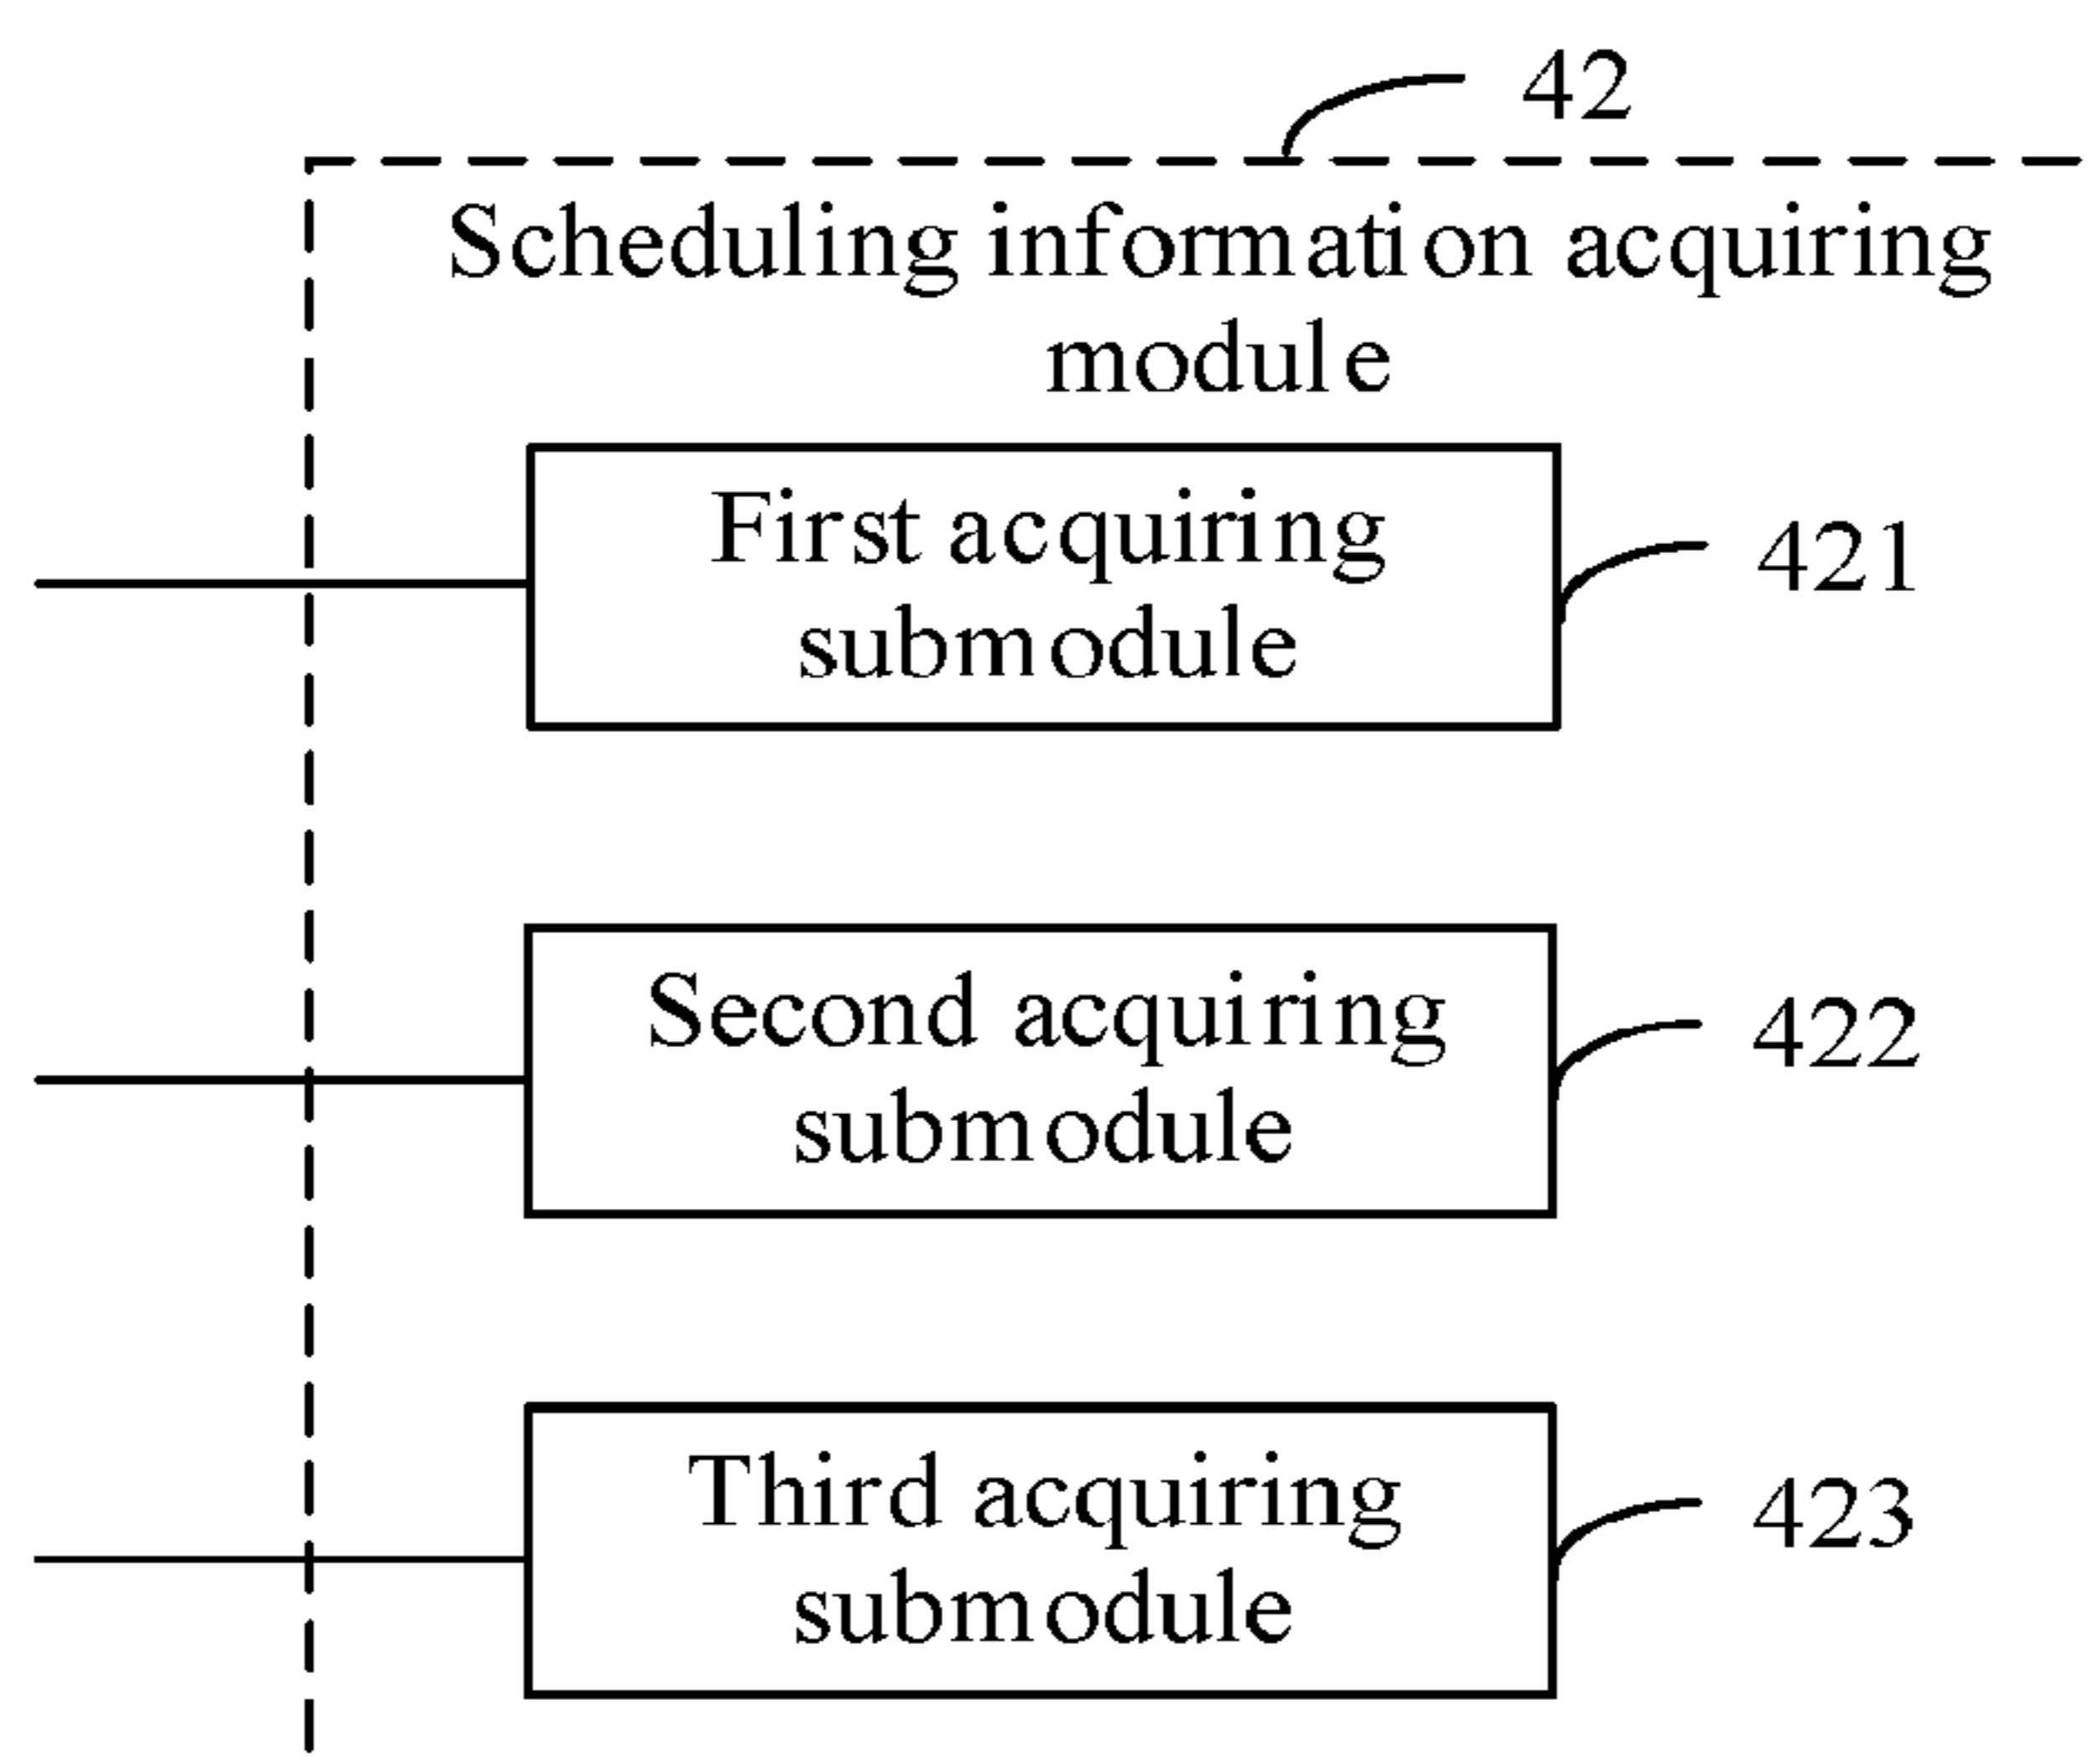 42
Scheduling information acquiring
module
First acquiring
submodule
421
Second acquiring
submodule
422
Third acquiring
submodule
423